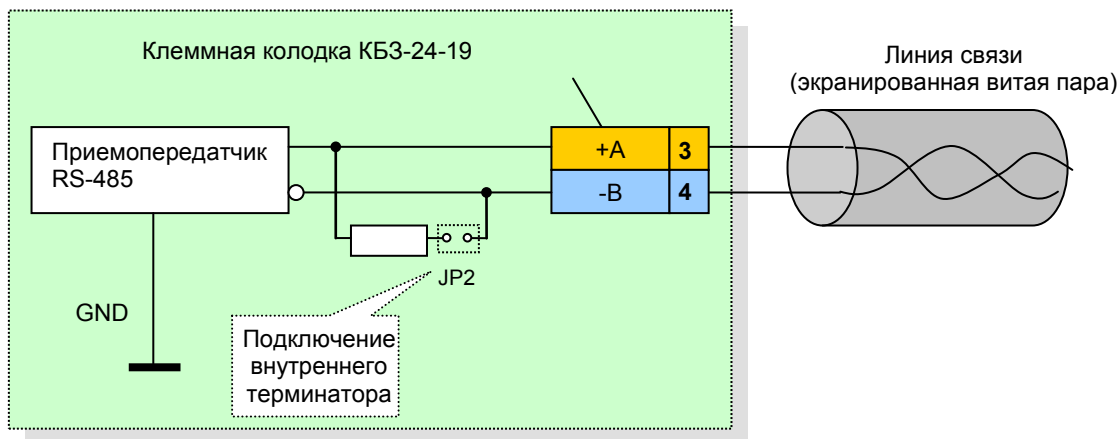 Клеммная колодка КБЗ-24-19
Линия связи
(экранированная витая пара)
Приемопередатчик
RS-485
+A 3
-B 4
JP2
GND
Подключение
внутреннего
терминатора